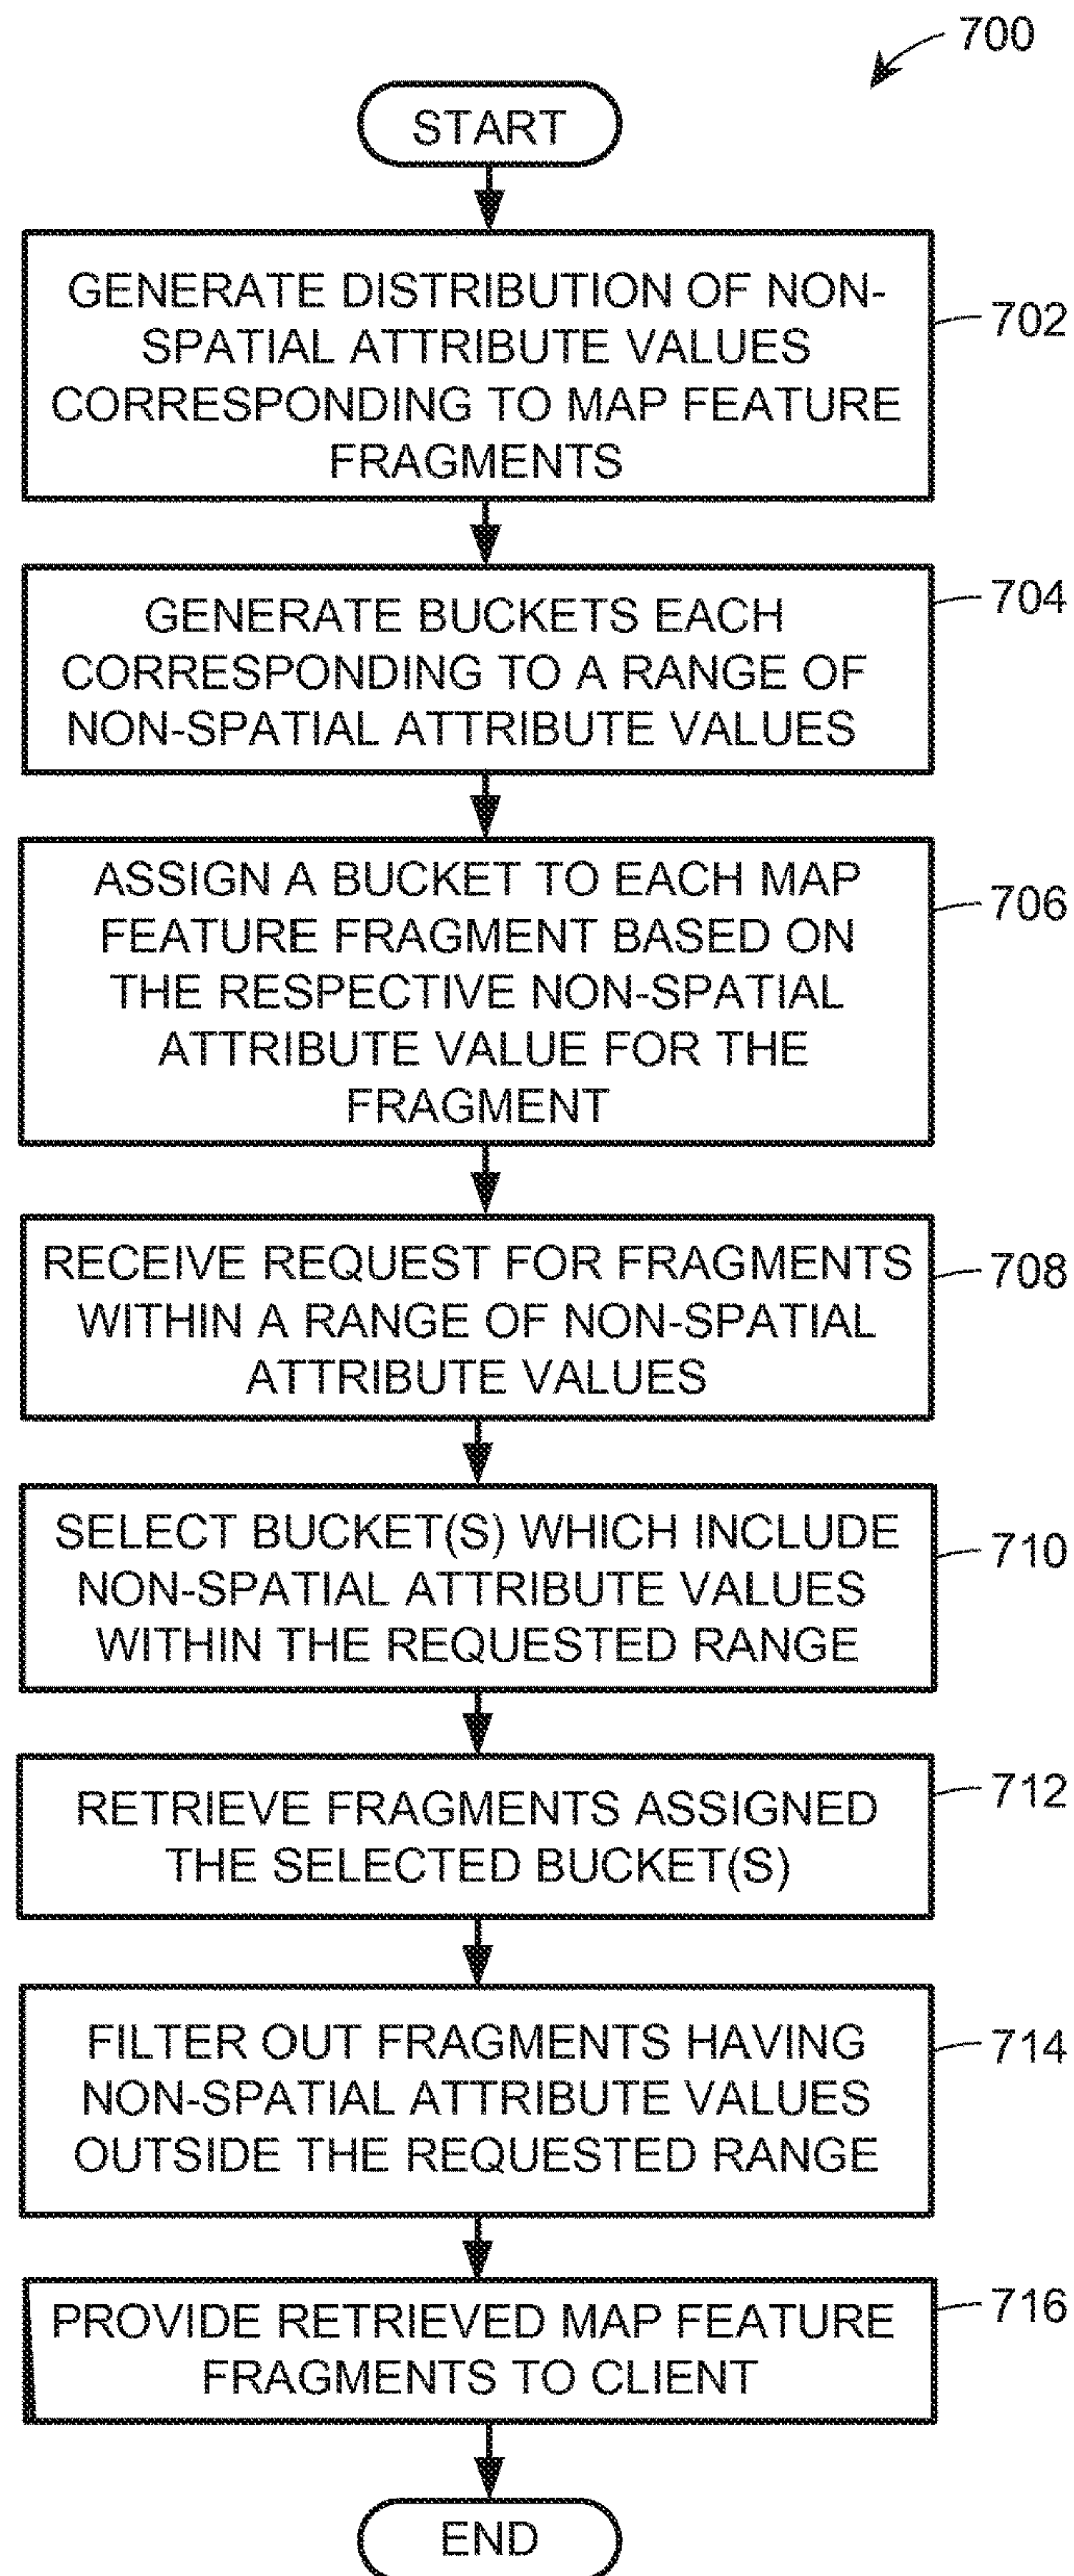 700
START
GENERATE DISTRIBUTION OF NON-
SPATIAL ATTRIBUTE VALUES
CORRESPONDING TO MAP FEATURE
FRAGMENTS
702
GENERATE BUCKETS EACH
CORRESPONDING TO A RANGE OF
NON-SPATIAL ATTRIBUTE VALUES
704
ASSIGN A BUCKET TO EACH MAP
FEATURE FRAGMENT BASED ON
THE RESPECTIVE NON-SPATIAL
ATTRIBUTE VALUE FOR THE
FRAGMENT
706
RECEIVE REQUEST FOR FRAGMENTS
WITHIN A RANGE OF NON-SPATIAL
ATTRIBUTE VALUES
708
SELECT BUCKET(S) WHICH INCLUDE
NON-SPATIAL ATTRIBUTE VALUES
WITHIN THE REQUESTED RANGE
710
RETRIEVE FRAGMENTS ASSIGNED
THE SELECTED BUCKET(S)
712
FILTER OUT FRAGMENTS HAVING
NON-SPATIAL ATTRIBUTE VALUES
OUTSIDE THE REQUESTED RANGE
714
PROVIDE RETRIEVED MAP FEATURE
FRAGMENTS TO CLIENT
716
END